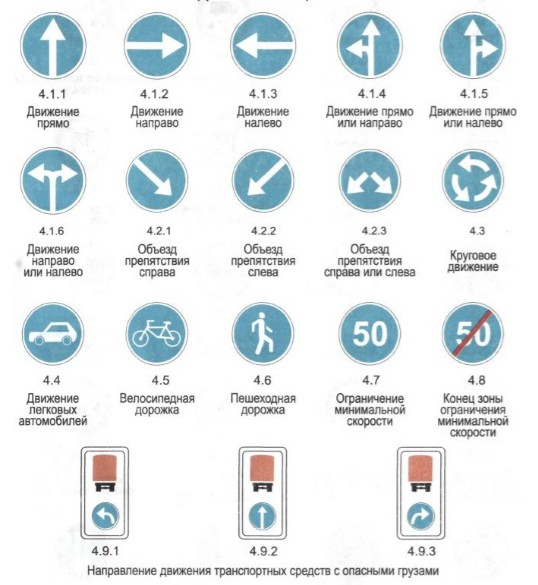 4.1.1 4.1.2 4.1.3 4.1.4 4.1.5
Движение Движение Движение Движение прямо Движение прямо
прямо направо налево или направо или налево
4.1.6 4.2.1 4.2.2 4.2.3 4.3
Движение Объезд Объезд Объезд Круговое
направо препятствия препятствия препятствия движение
или налево справа слева справа или слева
50 50
4.4 4.5 4.6 4.7 4.8
Движение Велосипедная Пешеходная Ограничение Конец зоны
легковых дорожка дорожка минимальной ограничения
автомобилей скорости минимальной
скорости
4.9.1 4.9.2 4.9.3
Направление движения транспортных средств с опасными грузами